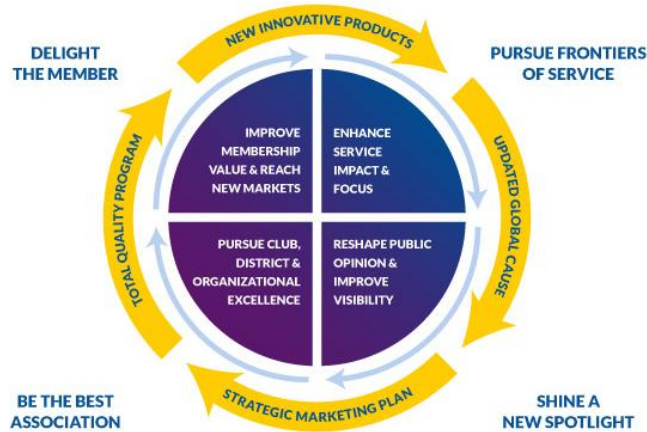 NEW INNOVATIVE PRODUCTS
DELIGHT
THE MEMBER
PURSUE FRONTIERS
OF SERVICE
IMPROVE
MEMBERSHIP
VALUE & REACH
NEW MARKETS
ENHANCE
SERVICE
IMPACT &
FOCUS
TOTAL QUALITY PROGRAM
UPDATED GLOBAL CAUSE
PURSUE CLUB,
DISTRICT &
ORGANIZATIONAL
EXCELLENCE
RESHAPE PUBLIC
OPINION &
IMPROVE
VISIBILITY
STRATEGIC MARKETING PLAN
BE THE BEST
ASSOCIATION
SHINE A
NEW SPOTLIGHT